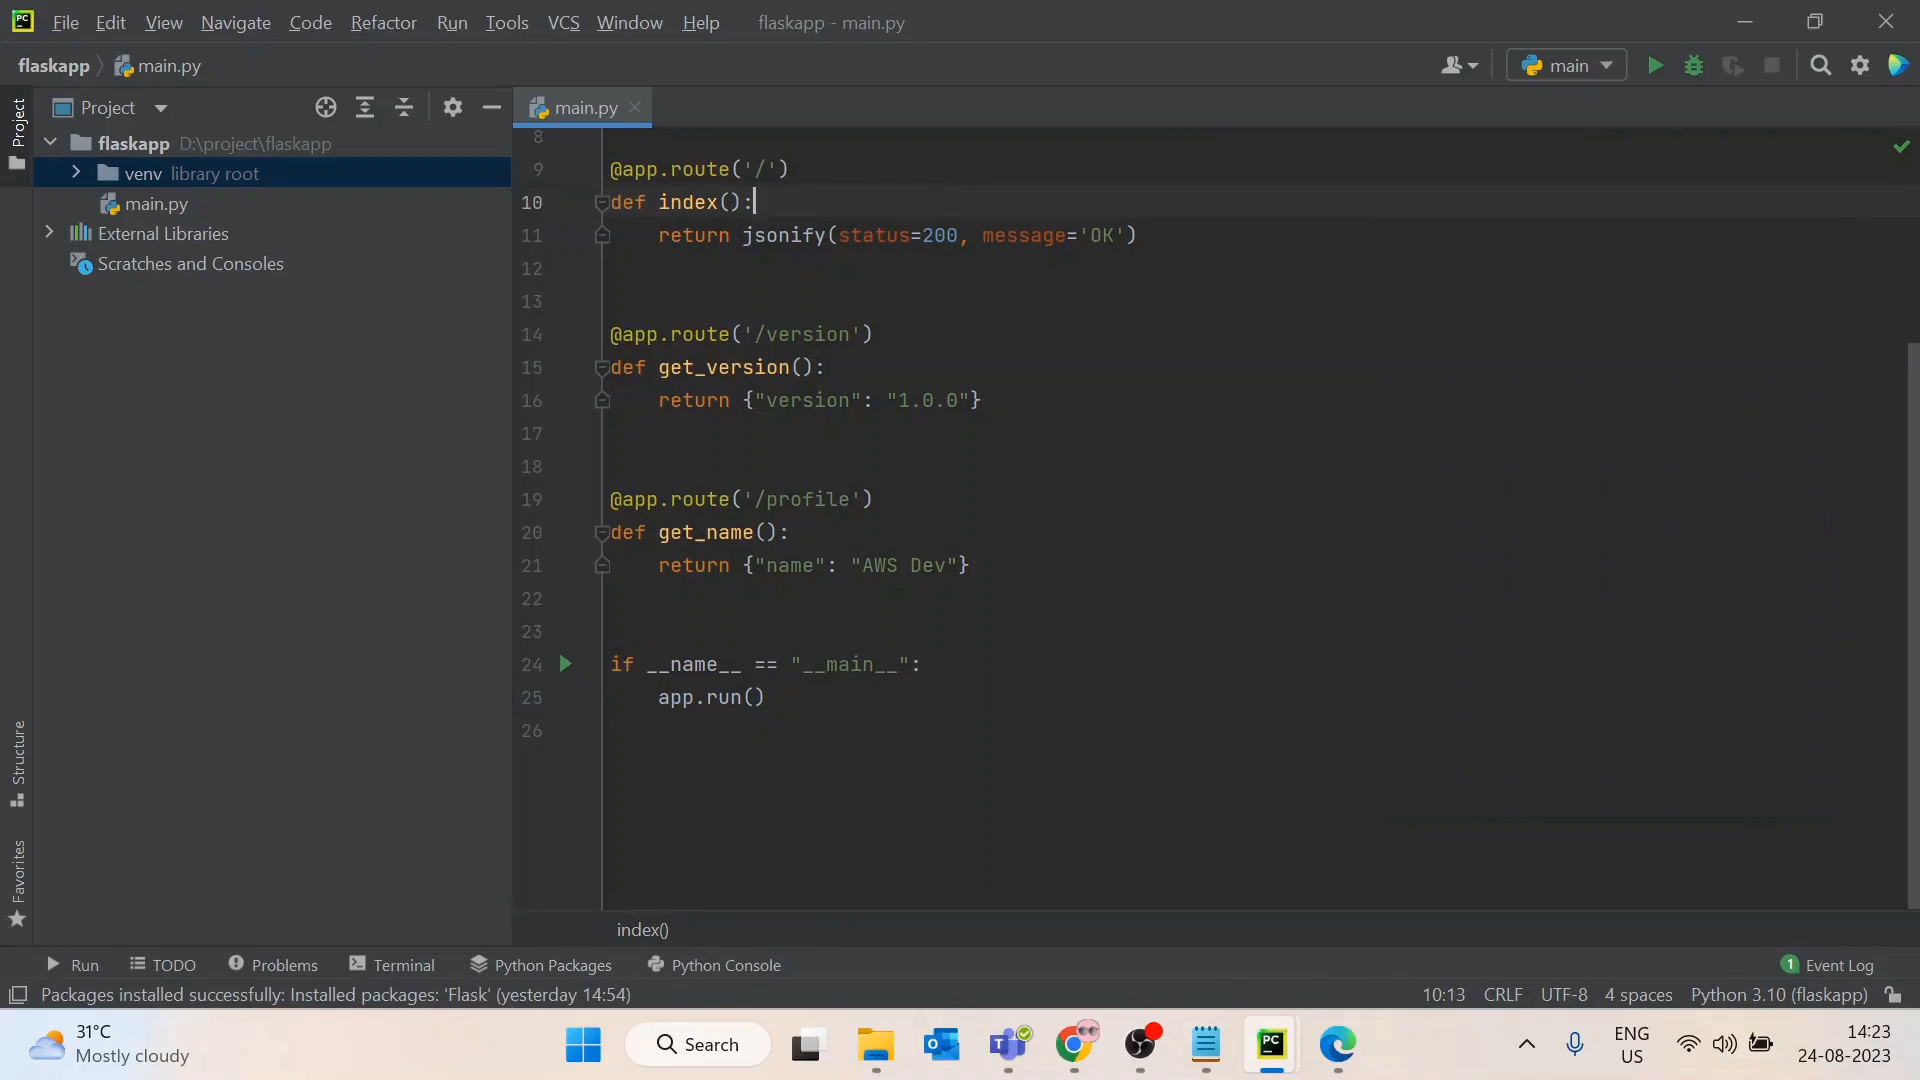 PC File Edit View Navigate Code Refactor Run Tools VCS Window Help flaskapp - main.py
flaskapp main.py main
Project
Project
main.py
flaskapp D:\project\flaskapp
venv library root
main.py
External Libraries
Scratches and Consoles
Structure
Favorites
8
9 @app.route('/')
10 def index():
11 return jsonify(status=200, message='OK')
12
13
14 @app.route('/version')
15 def get_version():
16 return {"version": "1.0.0"}
17
18
19 @app.route('/profile')
20 def get_name():
21 return {"name": "AWS Dev"}
22
23
24 if __name__ == "__main__":
25 app.run()
26
index()
Run TODO Problems Terminal Python Packages Python Console 1 Event Log
Packages installed successfully: Installed packages: 'Flask' (yesterday 14:54) 10:13 CRLF UTF-8 4 spaces Python 3.10 (flaskapp)
31°C
Mostly cloudy
Search
PC
ENG
US
14:23
24-08-2023